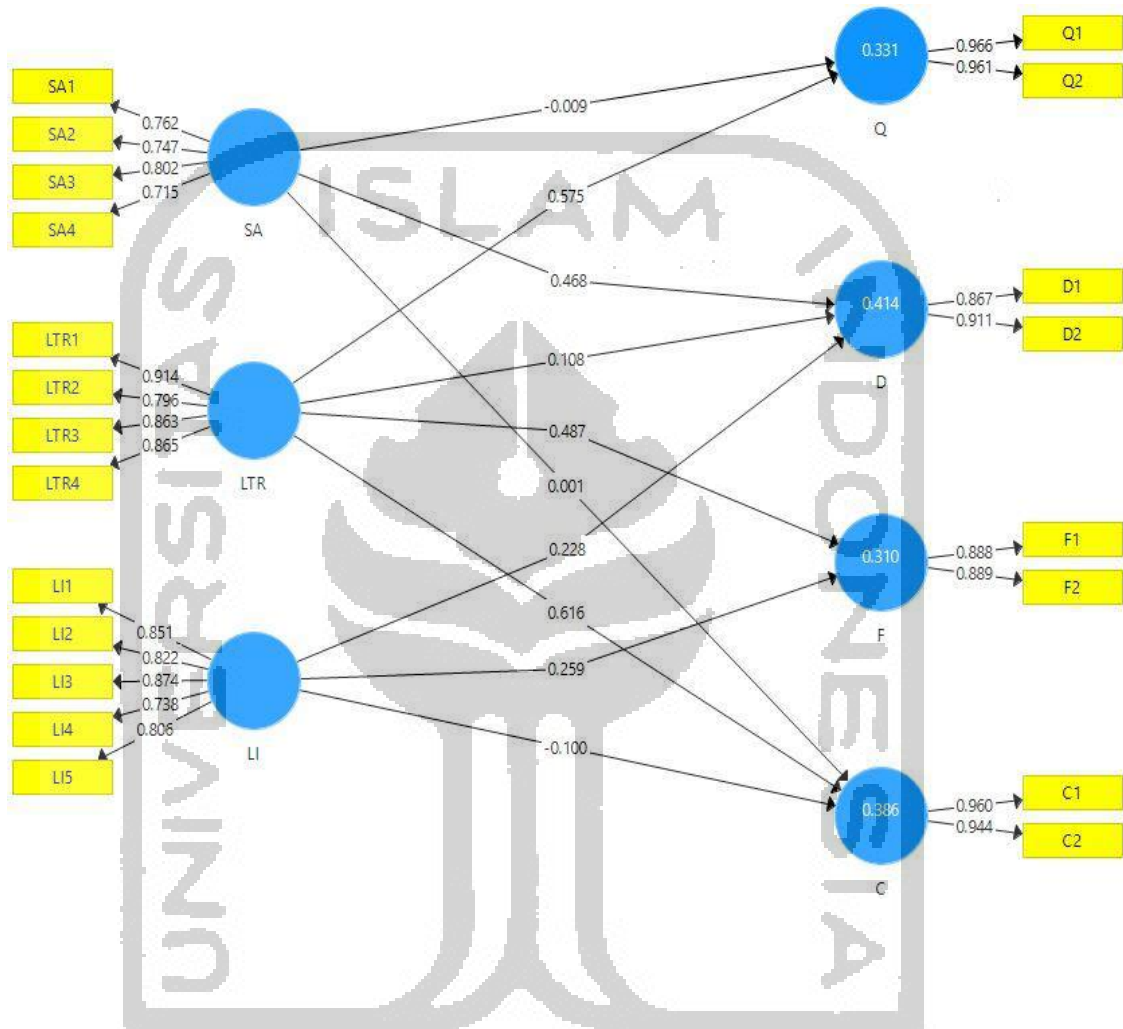 SA1
SA2
SA3
SA4
0.762
0.747
0.802
0.715
SA
LTR1
LTR2
LTR3
LTR4
0.914
0.796
0.863
0.865
LTR
LI1
LI2
LI3
LI4
LI5
0.851
0.822
0.874
0.738
0.806
LI
-0.009
0.575
0.468
0.108
0.487
0.001
0.228
0.616
0.259
-0.100
0.331
Q
0.966
0.961
Q1
Q2
0.414
D
0.867
0.911
D1
D2
0.310
F
0.888
0.889
F1
F2
0.386
C
0.960
0.944
C1
C2
UNIVERSITAS
ISLAM
INDONESIA